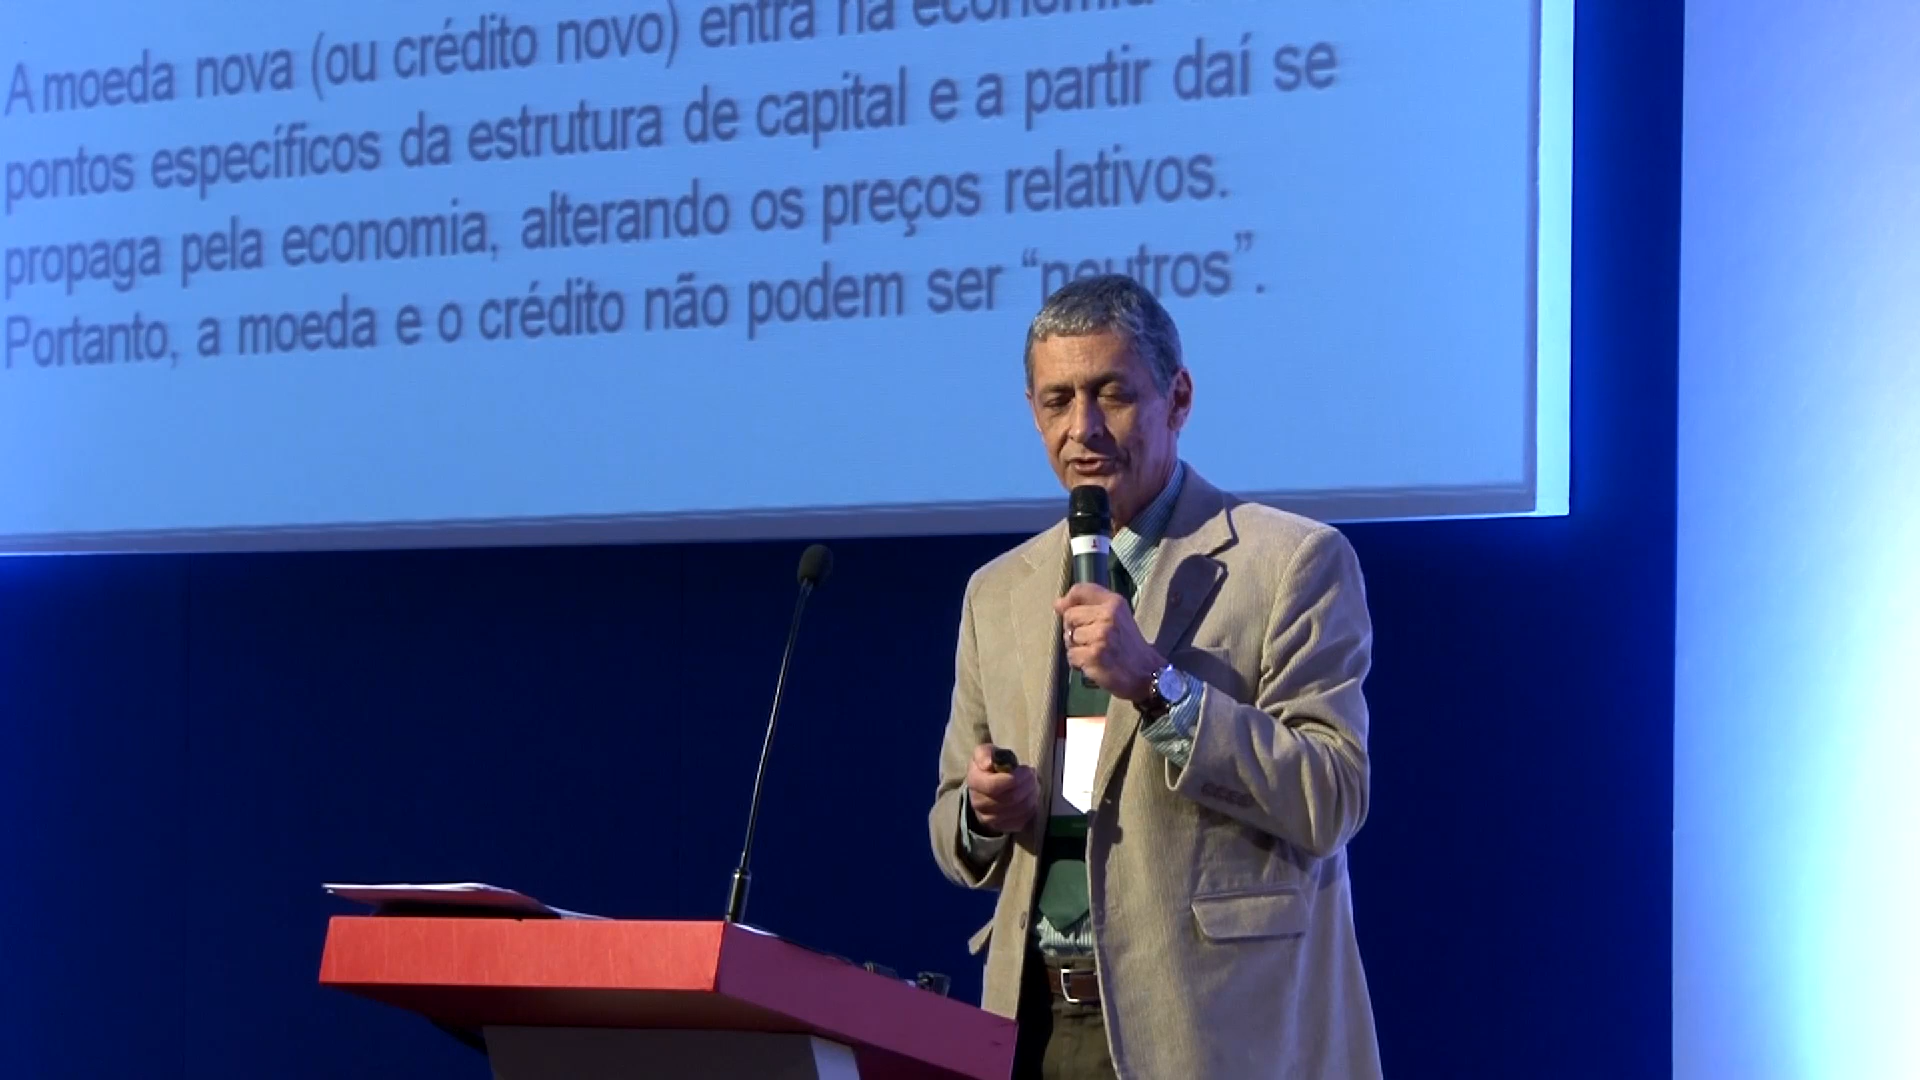 A moeda nova (ou crédito novo) entra na economia
pontos específicos da estrutura de capital e a partir daí se
propaga pela economia, alterando os preços relativos.
Portanto, a moeda e o crédito não podem ser “neutros”.